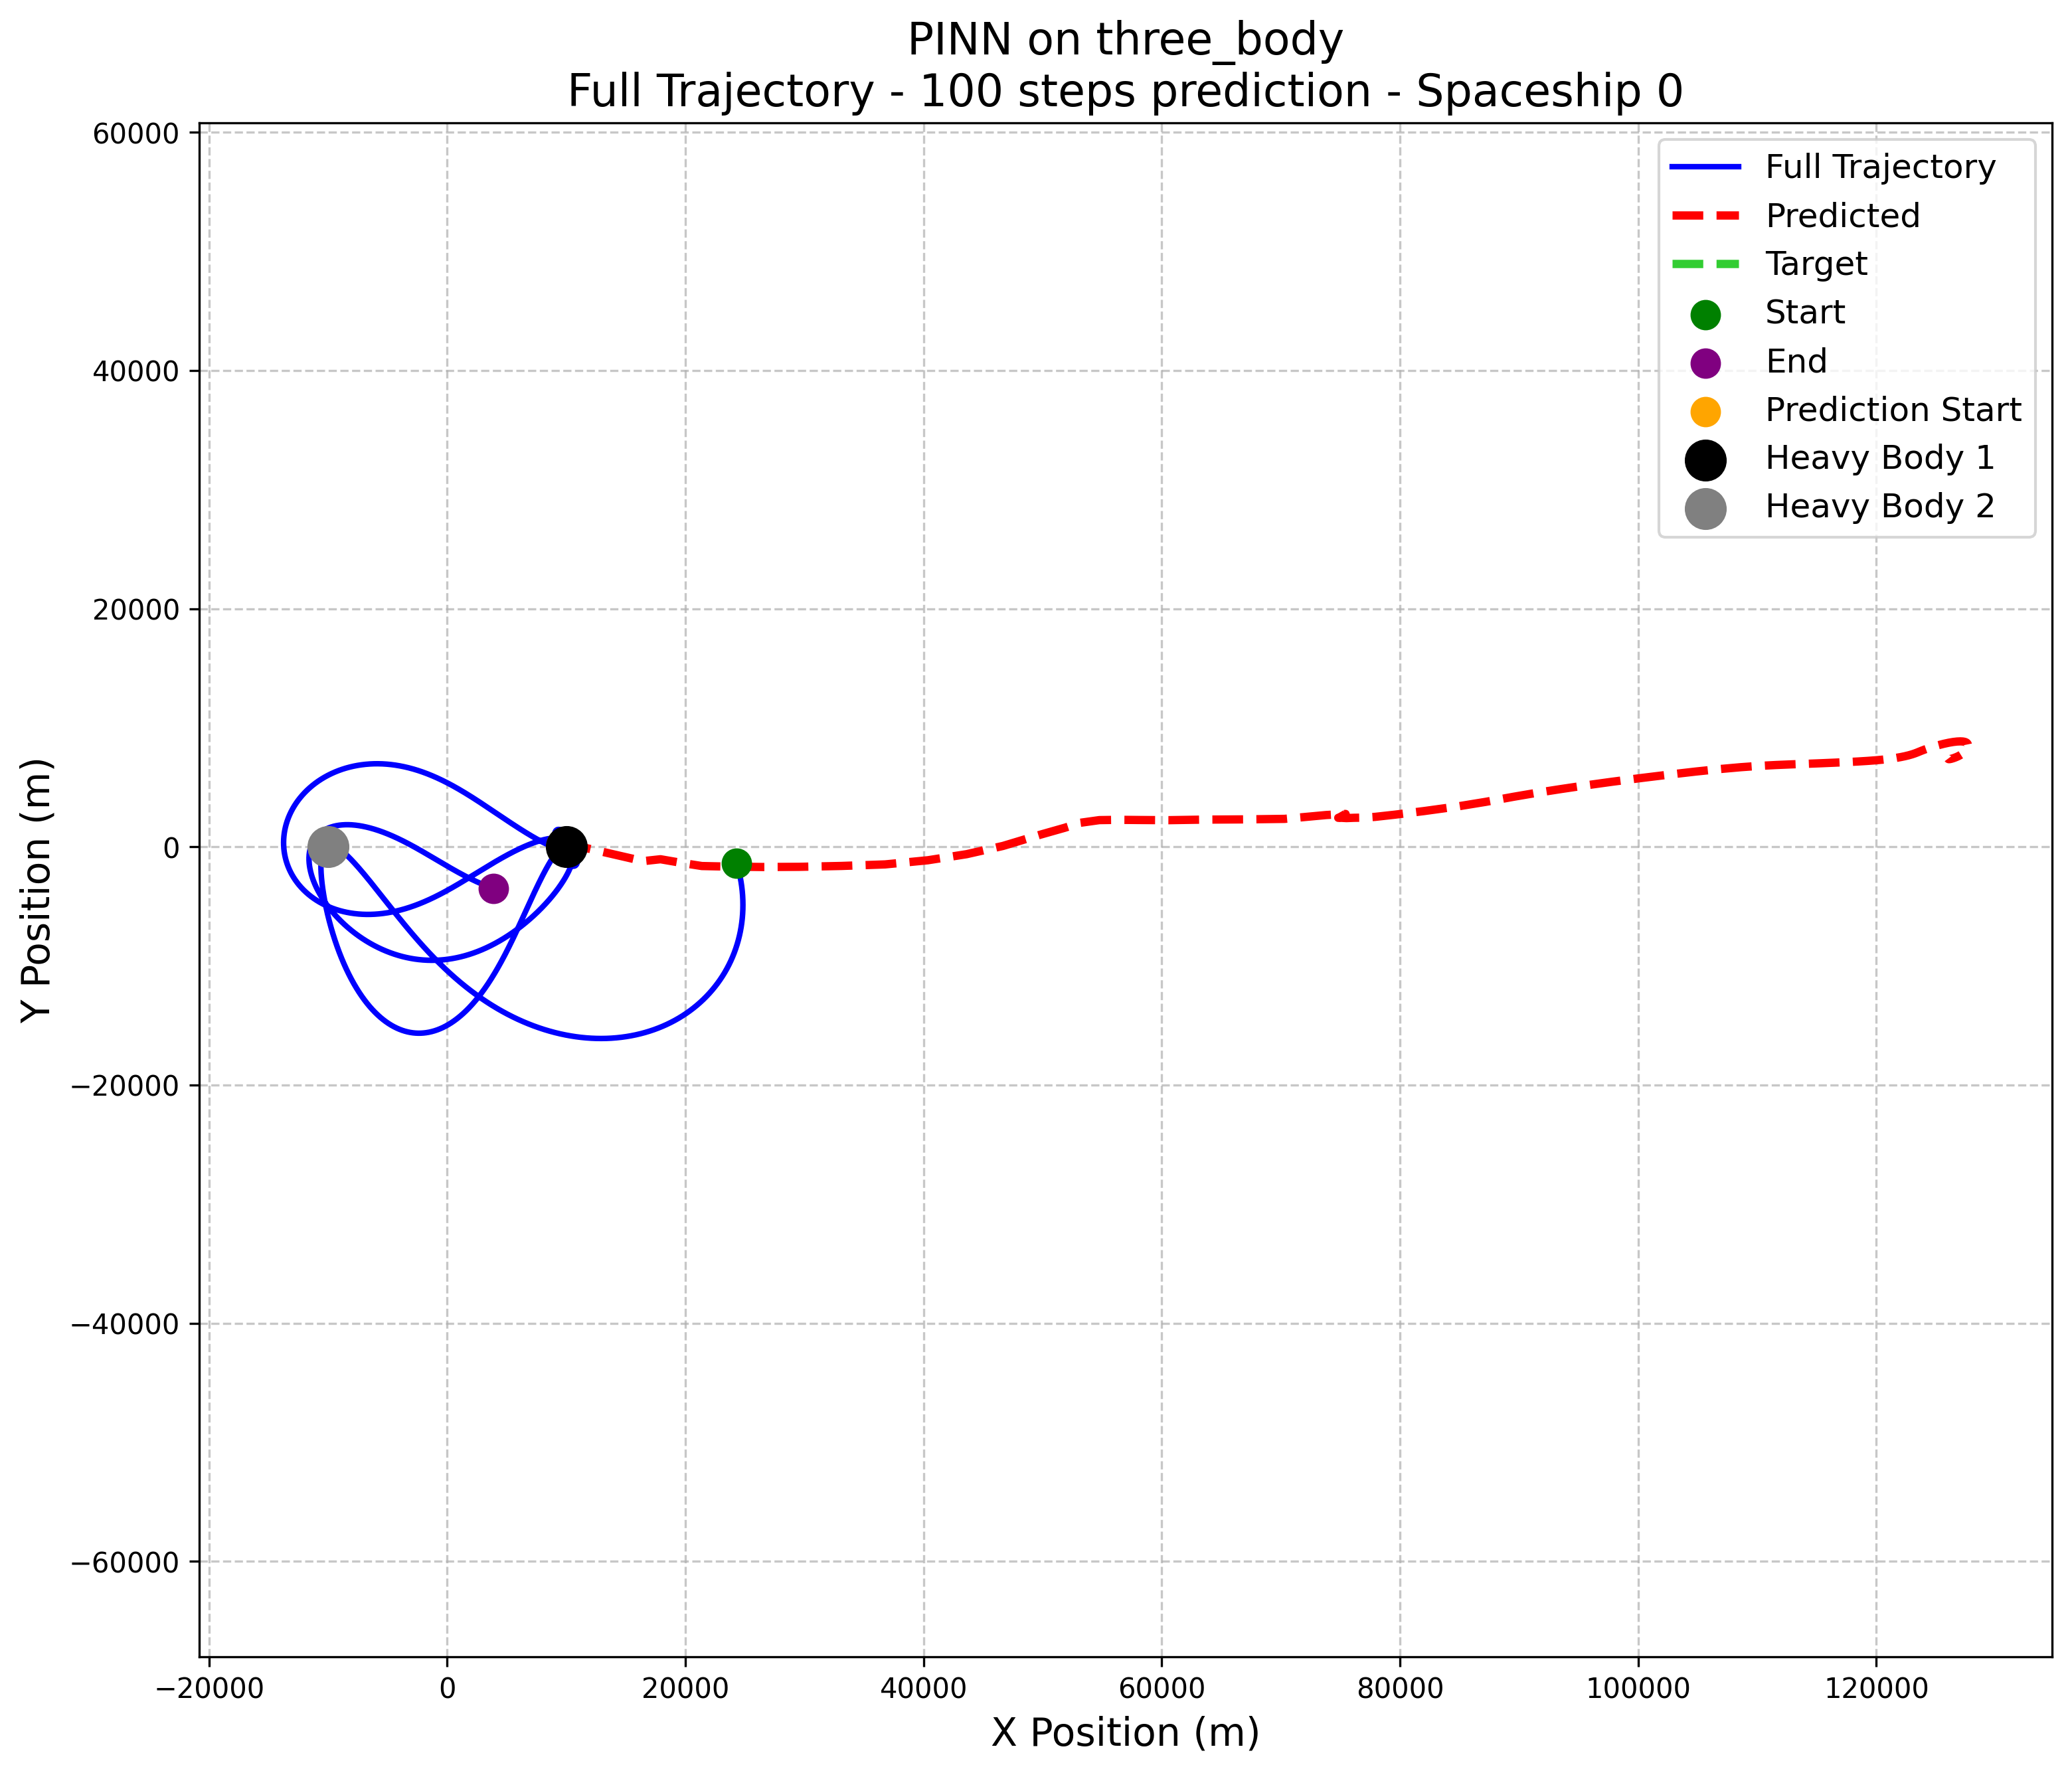 PINN on three_body
Full Trajectory - 100 steps prediction - Spaceship 0
60000
40000
20000
0
−20000
−40000
−60000
Y Position (m)
−20000
0
20000
40000
60000
80000
100000
120000
X Position (m)
Full Trajectory
Predicted
Target
Start
End
Prediction Start
Heavy Body 1
Heavy Body 2